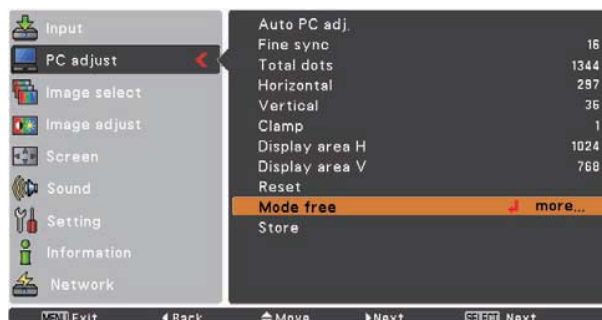 Input
PC adjust
Image select
Image adjust
Screen
Sound
Setting
Information
Network
Auto PC adj.
Fine sync 16
Total dots 1344
Horizontal 297
Vertical 36
Clamp 1
Display area H 1024
Display area V 768
Reset
Mode free more...
Store
MENU Exit Back Move Next SELECT Next